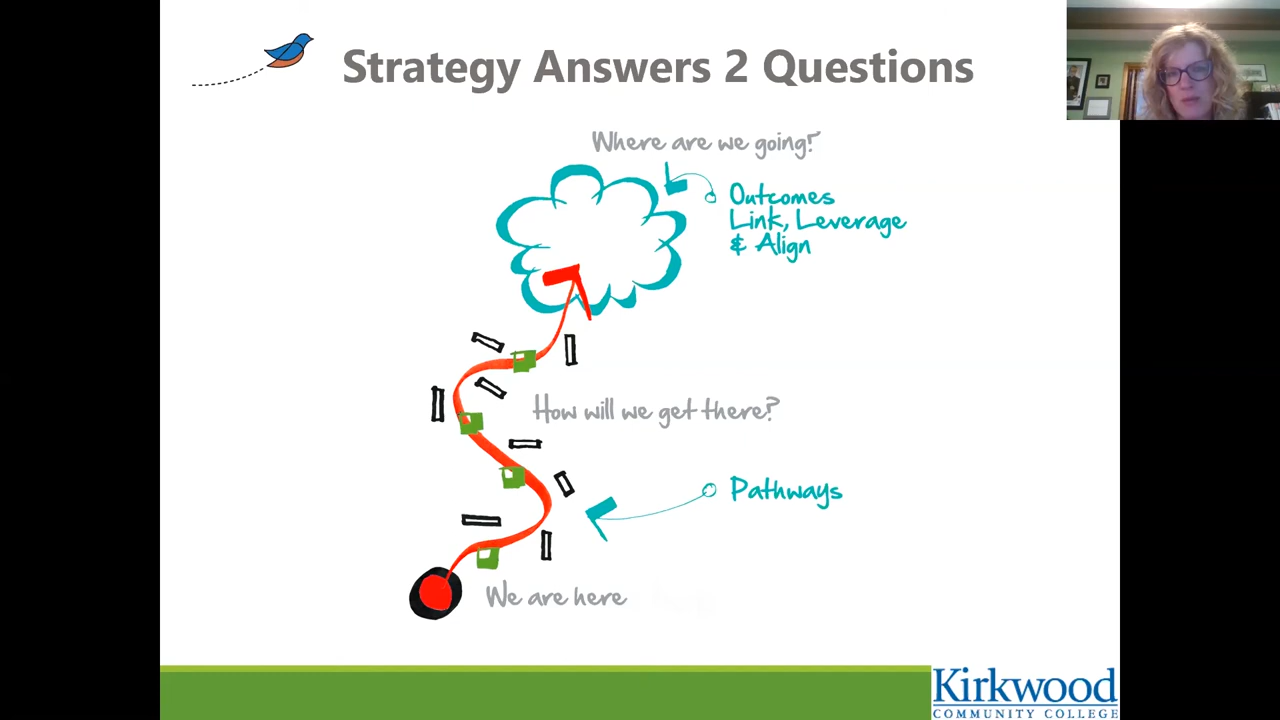 Strategy Answers 2 Questions
Where are we going?
Outcomes
Link, Leverage
& Align
How will we get there?
Pathways
We are here
Kirkwood
COMMUNITY COLLEGE